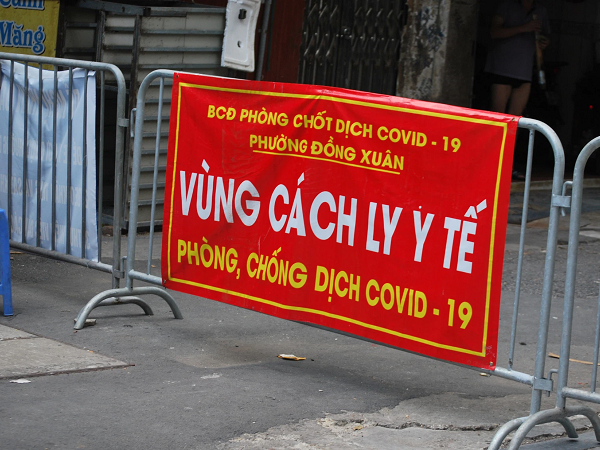 Canh
Măng
BCĐ PHÒNG CHỐT DỊCH COVID - 19
PHƯỜNG ĐỒNG XUÂN
VÙNG CÁCH LY Y TẾ
PHÒNG, CHỐNG DỊCH COVID - 19